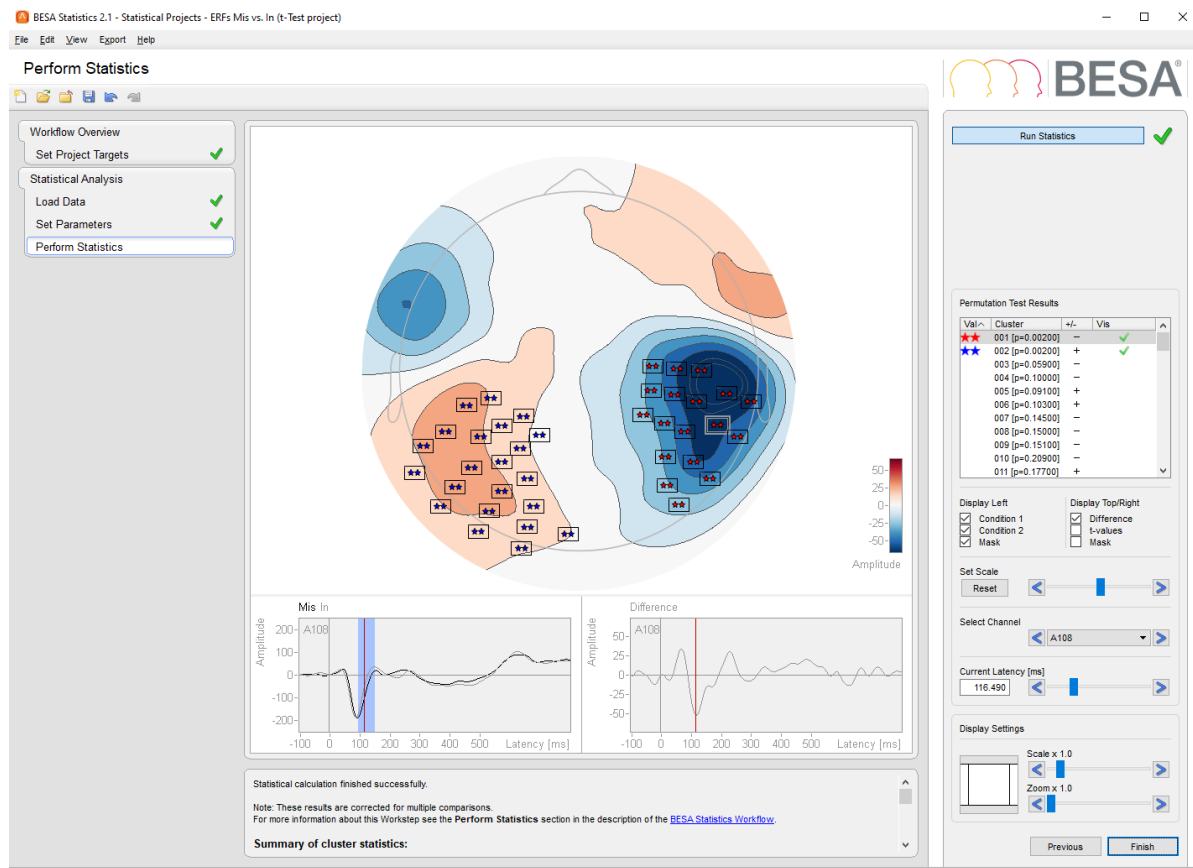 BESA Statistics 2.1 - Statistical Projects - ERFs Mis vs. In (t-Test project)
File Edit View Export Help
Perform Statistics
BESA®
Workflow Overview
Set Project Targets
Statistical Analysis
Load Data
Set Parameters
Perform Statistics
50-
25-
0-
-25-
-50-
Amplitude
Mis In
A108
Amplitude
200-
100-
0-
-100-
-200-
-100 0 100 200 300 400 500 Latency [ms]
Difference
A108
Amplitude
50-
25-
0-
-25-
-50-
-100 0 100 200 300 400 500 Latency [ms]
Statistical calculation finished successfully.
Note: These results are corrected for multiple comparisons.
For more information about this Workstep see the Perform Statistics section in the description of the BESA Statistics Workflow.
Summary of cluster statistics:
Run Statistics
Permutation Test Results
Val Cluster +/- Vis
001 [p=0.00200] −
002 [p=0.00200] +
003 [p=0.05900] −
004 [p=0.10000] −
005 [p=0.09100] +
006 [p=0.10300] +
007 [p=0.14500] −
008 [p=0.15000] −
009 [p=0.15100] −
010 [p=0.20900] −
011 [p=0.17700] +
Display Left Display Top/Right
Condition 1 Difference
Condition 2 t-values
Mask Mask
Set Scale
Reset
Select Channel
A108
Current Latency [ms]
116.490
Display Settings
Scale x 1.0
Zoom x 1.0
Previous Finish